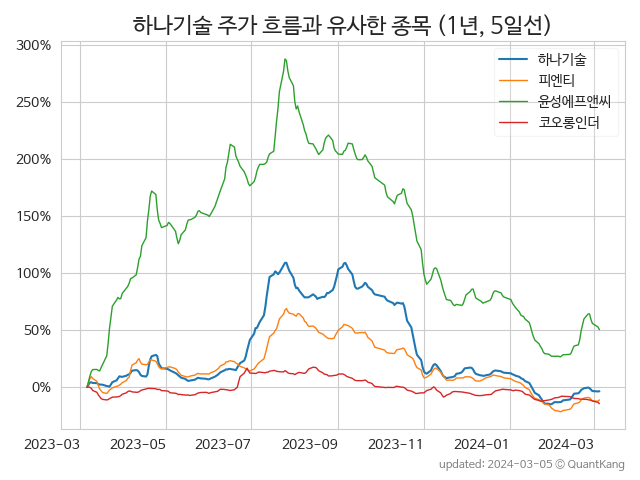 하나기술 주가 흐름과 유사한 종목 (1년, 5일선)
300%
250%
200%
150%
100%
50%
0%
하나기술
피엔티
윤성에프앤씨
코오롱인더
2023-03
2023-05
2023-07
2023-09
2023-11
2024-01
2024-03
updated: 2024-03-05 © QuantKang